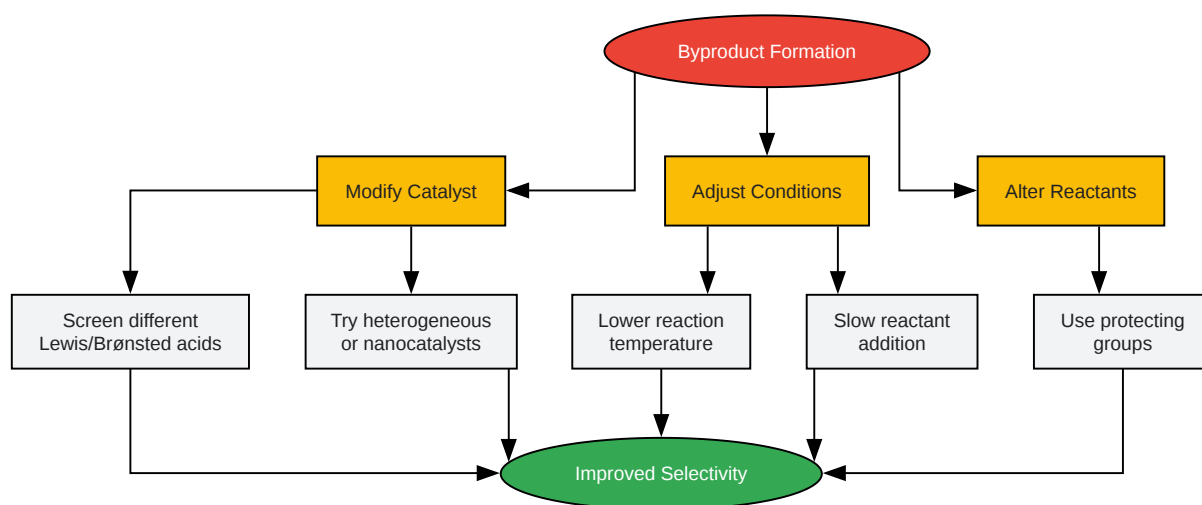 Byproduct Formation
Modify Catalyst
Adjust Conditions
Alter Reactants
Screen different
Lewis/Brønsted acids
Try heterogeneous
or nanocatalysts
Lower reaction
temperature
Slow reactant
addition
Use protecting
groups
Improved Selectivity